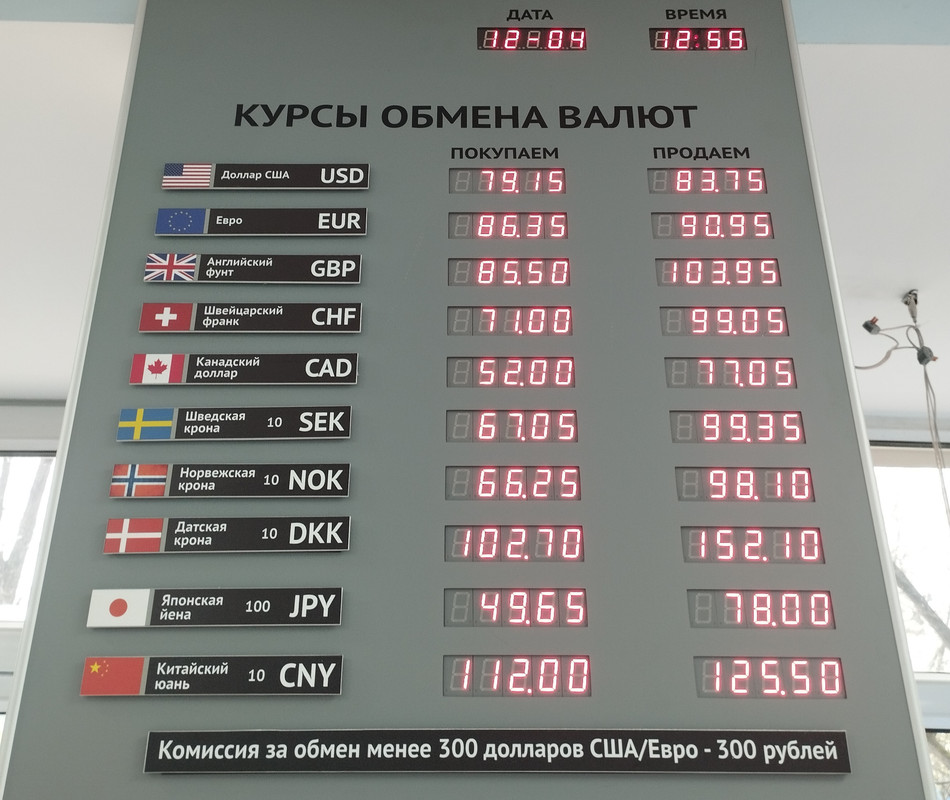 ДАТА ВРЕМЯ
12-04 12:55
КУРСЫ ОБМЕНА ВАЛЮТ
ПОКУПАЕМ ПРОДАЕМ
Доллар США USD 79.15 83.75
Евро EUR 86.35 90.95
Английский
фунт GBP 85.50 103.95
Швейцарский
франк CHF 71.00 99.05
Канадский
доллар CAD 52.00 77.05
Шведская
крона 10 SEK 67.05 99.35
Норвежская
крона 10 NOK 66.25 98.10
Датская
крона 10 DKK 102.70 152.10
Японская
йена 100 JPY 49.65 78.00
Китайский
юань 10 CNY 112.00 125.50
Комиссия за обмен менее 300 долларов США/Евро - 300 рублей